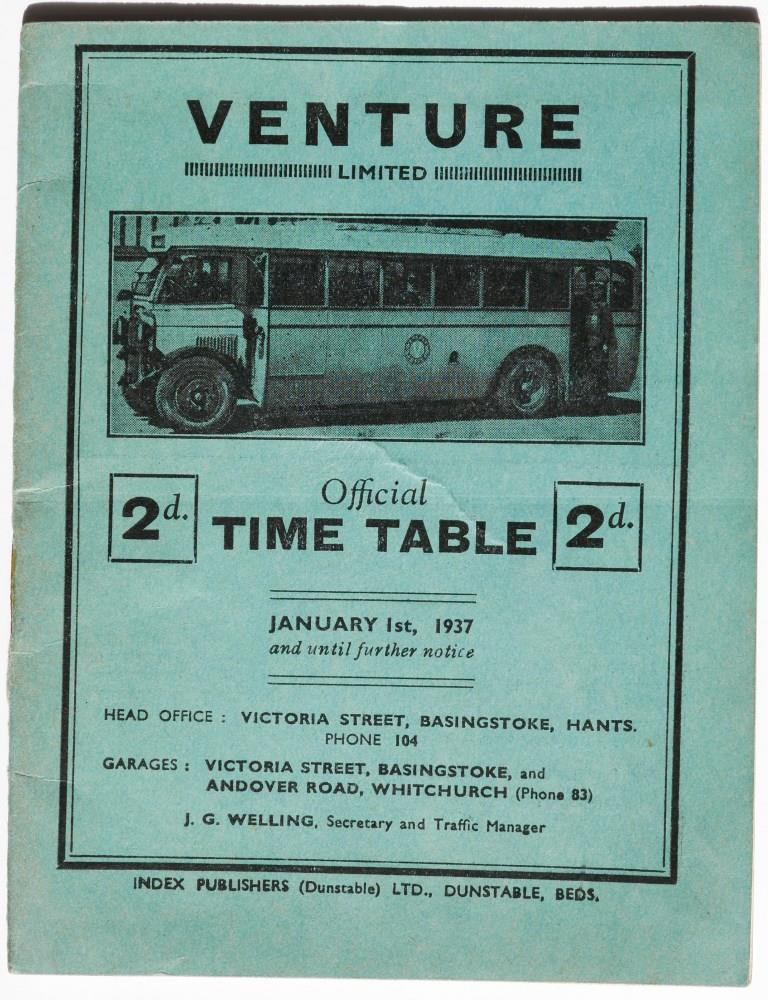 VENTURE
LIMITED
Official
2d. TIME TABLE 2d.
JANUARY 1st, 1937
and until further notice
HEAD OFFICE : VICTORIA STREET, BASINGSTOKE, HANTS.
PHONE 104
GARAGES : VICTORIA STREET, BASINGSTOKE, and
ANDOVER ROAD, WHITCHURCH (Phone 83)
J. G. WELLING, Secretary and Traffic Manager
INDEX PUBLISHERS (Dunstable) LTD., DUNSTABLE, BEDS.